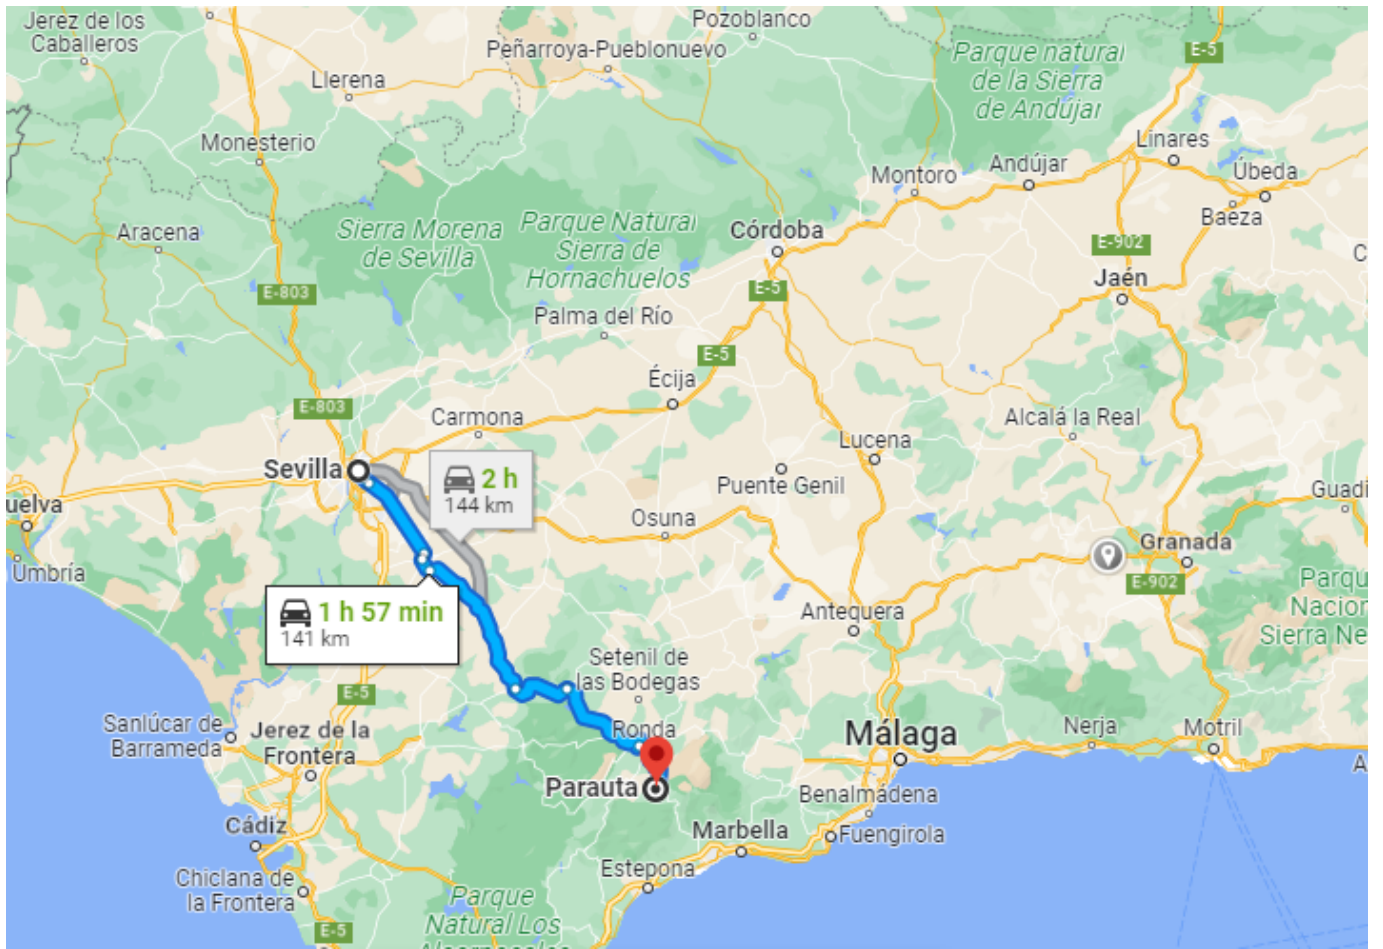 Jerez de los
Caballeros
Pozoblanco
Peñarroya-Pueblonuevo
Llerena
Parque natural
de la Sierra
de Andújar
E-5
Monesterio
Linares
Andújar
Montoro
Úbeda
Baeza
Aracena
Sierra Morena
de Sevilla
Parque Natural
Sierra de
Hornachuelos
Córdoba
E-902
C
E-803
E-5
Jaén
Palma del Río
E-5
Écija
E-803
Carmona
Alcalá la Real
Lucena
Sevilla
2 h
144 km
Puente Genil
Guadi
uelva
Osuna
Granada
Umbría
E-902
Parqu
Nacior
Sierra Ne
1 h 57 min
141 km
Antequera
Setenil de
las Bodegas
E-5
Sanlúcar de
Barrameda
Jerez de la
Frontera
Ronda
Málaga
Nerja
Motril
A
Parauta
Benalmádena
Cádiz
Marbella
Fuengirola
Estepona
Chiclana de
la Frontera
Parque
Natural Los
Alcornocales
E-5